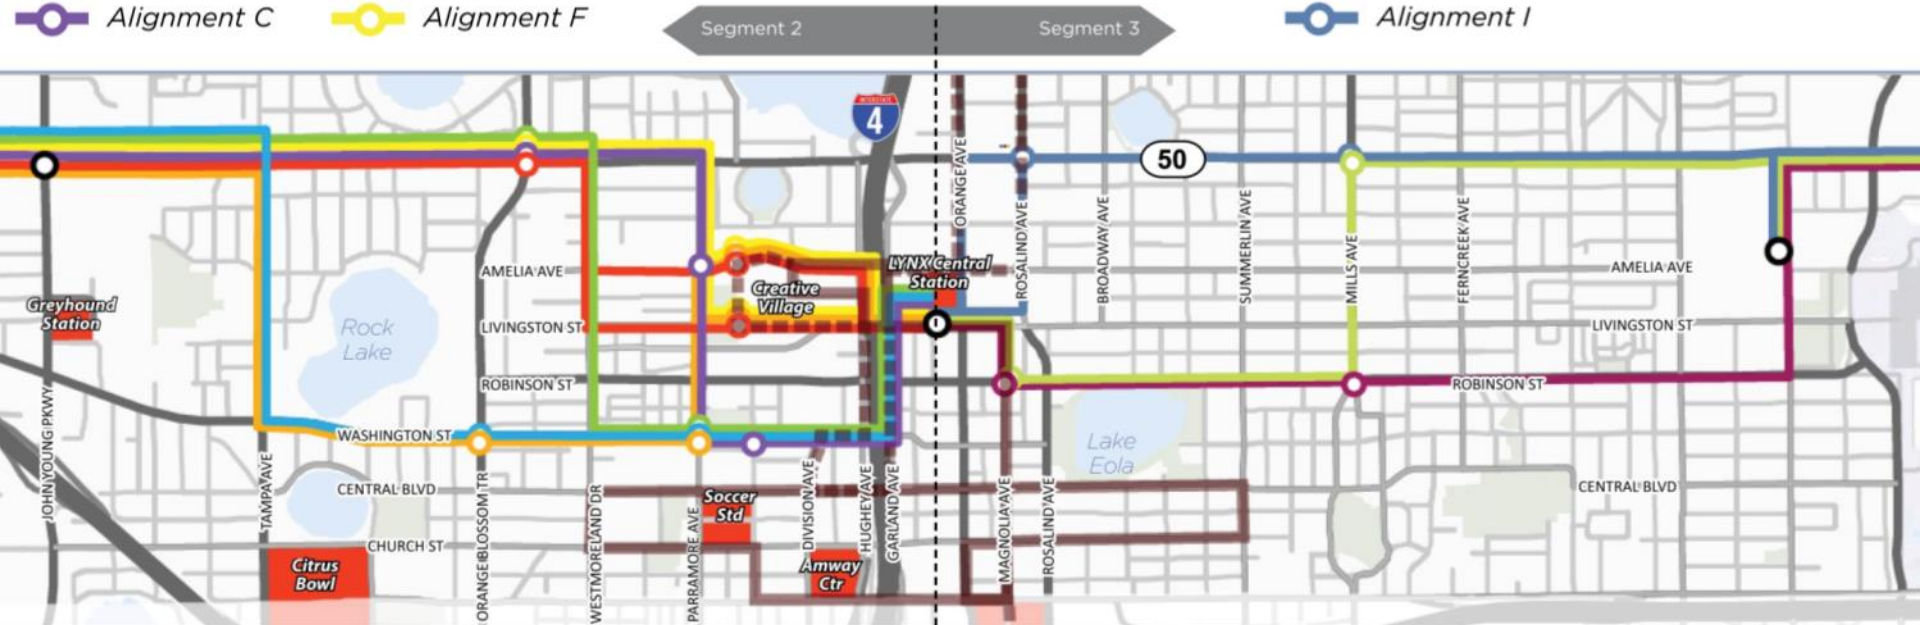 Alignment C
Alignment F
Segment 2
Segment 3
Alignment I
INTERSTATE
4
50
ORANGE AVE
ROSALIND AVE
BROADWAY AVE
SUMMERLIN AVE
MILLS AVE
FERNCREEK AVE
AMELIA AVE
LYNX Central
Station
AMELIA AVE
Creative
Village
Greyhound
Station
Rock
Lake
LIVINGSTON ST
LIVINGSTON ST
ROBINSON ST
ROBINSON ST
JOHN YOUNG PKWY
WASHINGTON ST
Lake
Eola
TAMPA AVE
CENTRAL BLVD
ORANGE BLOSSOM TR
WESTMORELAND DR
PARRAMORE AVE
Soccer
Std
DIVISION AVE
HUGHEY AVE
GARLAND AVE
MAGNOLIA AVE
ROSALIND AVE
CENTRAL BLVD
CHURCH ST
Citrus
Bowl
Amway
Ctr